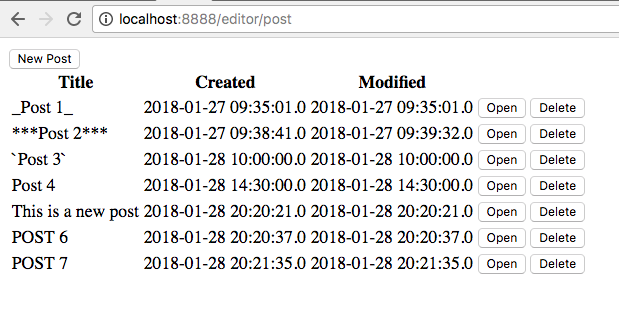 localhost:8888/editor/post
New Post
Title Created Modified
_Post 1_ 2018-01-27 09:35:01.0 2018-01-27 09:35:01.0 Open Delete
***Post 2*** 2018-01-27 09:38:41.0 2018-01-27 09:39:32.0 Open Delete
`Post 3` 2018-01-28 10:00:00.0 2018-01-28 10:00:00.0 Open Delete
Post 4 2018-01-28 14:30:00.0 2018-01-28 14:30:00.0 Open Delete
This is a new post 2018-01-28 20:20:21.0 2018-01-28 20:20:21.0 Open Delete
POST 6 2018-01-28 20:20:37.0 2018-01-28 20:20:37.0 Open Delete
POST 7 2018-01-28 20:21:35.0 2018-01-28 20:21:35.0 Open Delete